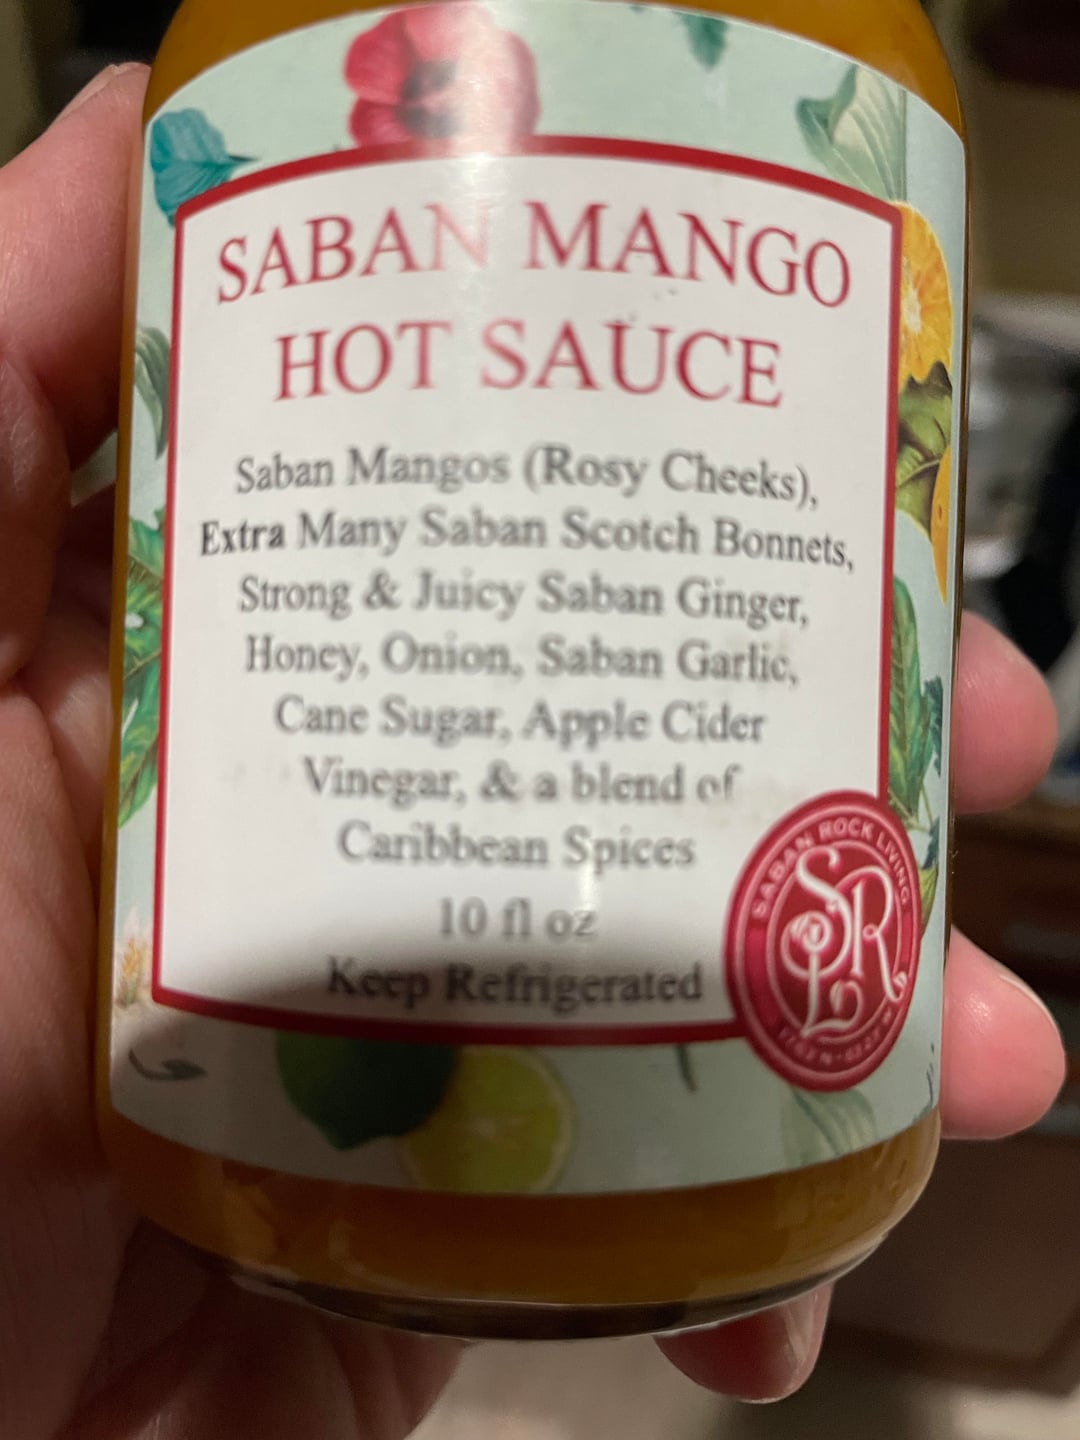 SABAN MANGO
HOT SAUCE
Saban Mangos (Rosy Cheeks),
Extra Many Saban Scotch Bonnets,
Strong & Juicy Saban Ginger,
Honey, Onion, Saban Garlic,
Cane Sugar, Apple Cider
Vinegar, & a blend of
Caribbean Spices
10 fl oz
Keep Refrigerated
SABAN ROCK LIVING
SRL